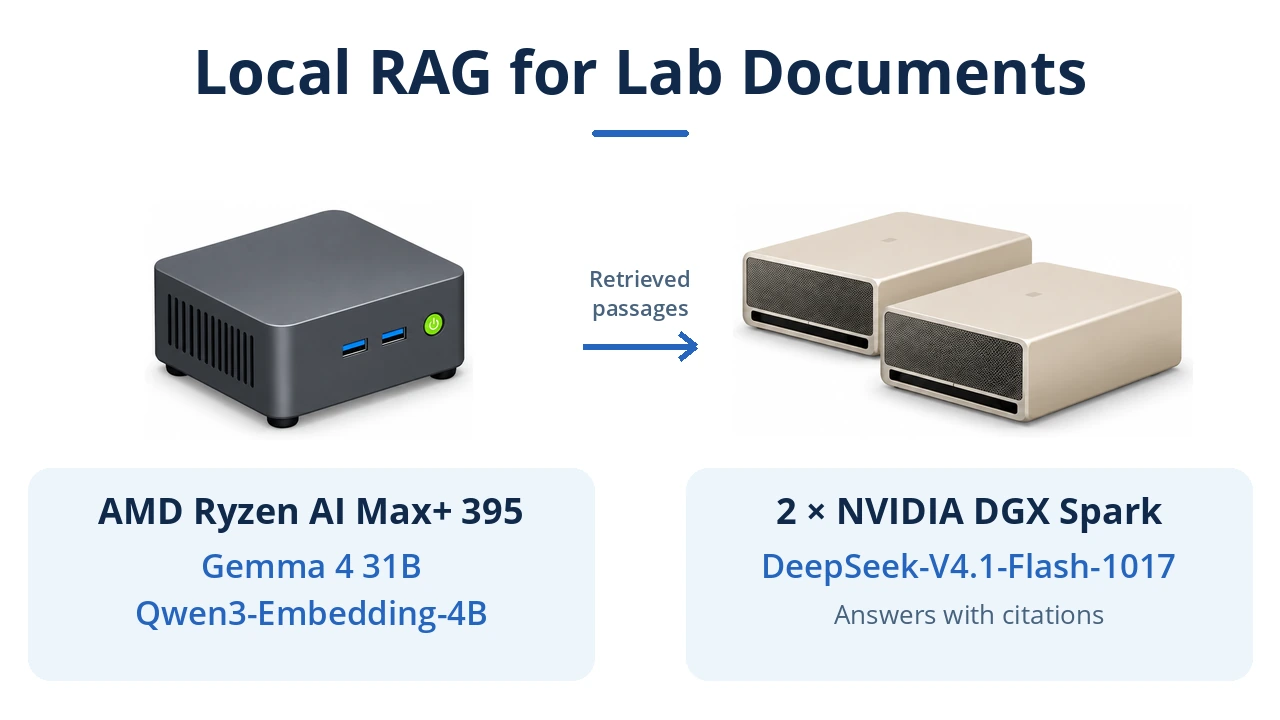 Local RAG for Lab Documents
Retrieved
passages
AMD Ryzen AI Max+ 395
Gemma 4 31B
Qwen3-Embedding-4B
2 × NVIDIA DGX Spark
DeepSeek-V4.1-Flash-1017
Answers with citations